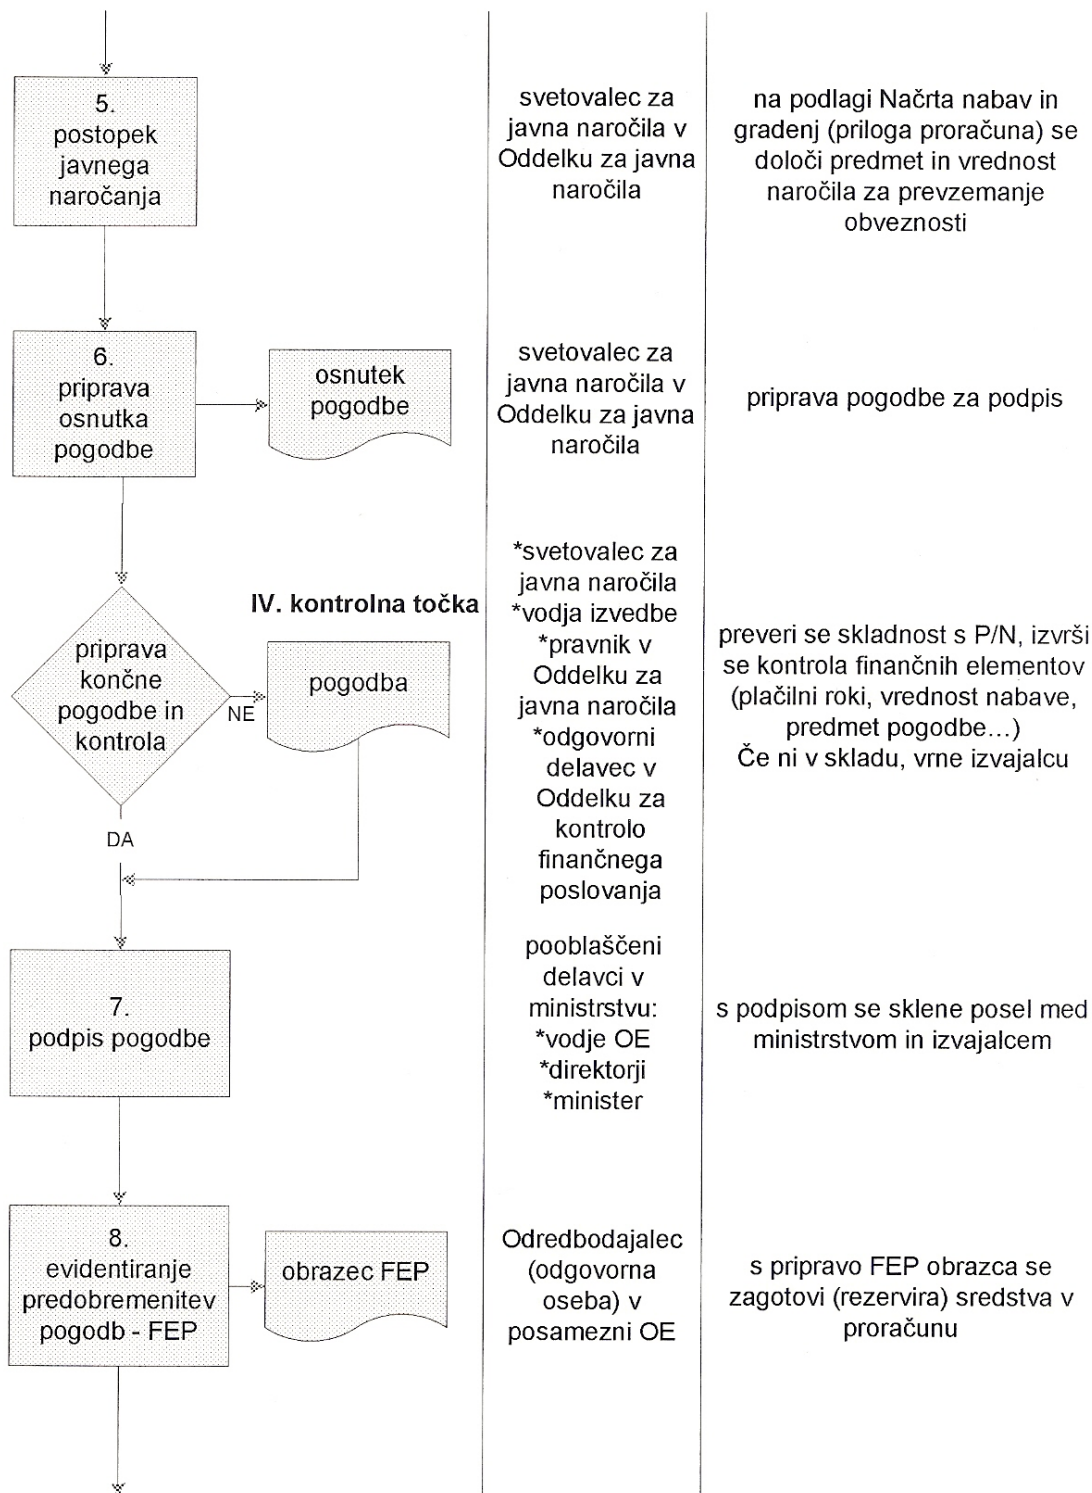 5.
postopek
javnega
naročanja
svetovalec za
javna naročila v
Oddelku za javna
naročila
na podlagi Načrta nabav in
gradenj (priloga proračuna) se
določi predmet in vrednost
naročila za prevzemanje
obveznosti
6.
priprava
osnutka
pogodbe
osnutek
pogodbe
svetovalec za
javna naročila v
Oddelku za javna
naročila
priprava pogodbe za podpis
priprava
končne
pogodbe in
kontrola
NE
DA
IV. kontrolna točka
pogodba
*svetovalec za
javna naročila
*vodja izvedbe
*pravnik v
Oddelku za
javna naročila
*odgovorni
delavec v
Oddelku za
kontrolo
finančnega
poslovanja
preveri se skladnost s P/N, izvrši
se kontrola finančnih elementov
(plačilni roki, vrednost nabave,
predmet pogodbe...)
Če ni v skladu, vrne izvajalcu
7.
podpis pogodbe
pooblaščeni
delavci v
ministrstvu:
*vodje OE
*direktorji
*minister
s podpisom se sklene posel med
ministrstvom in izvajalcem
8.
evidentiranje
predobremenitev
pogodb - FEP
obrazec FEP
Odredbodajalec
(odgovorna
oseba) v
posamezni OE
s pripravo FEP obrazca se
zagotovi (rezervira) sredstva v
proračunu